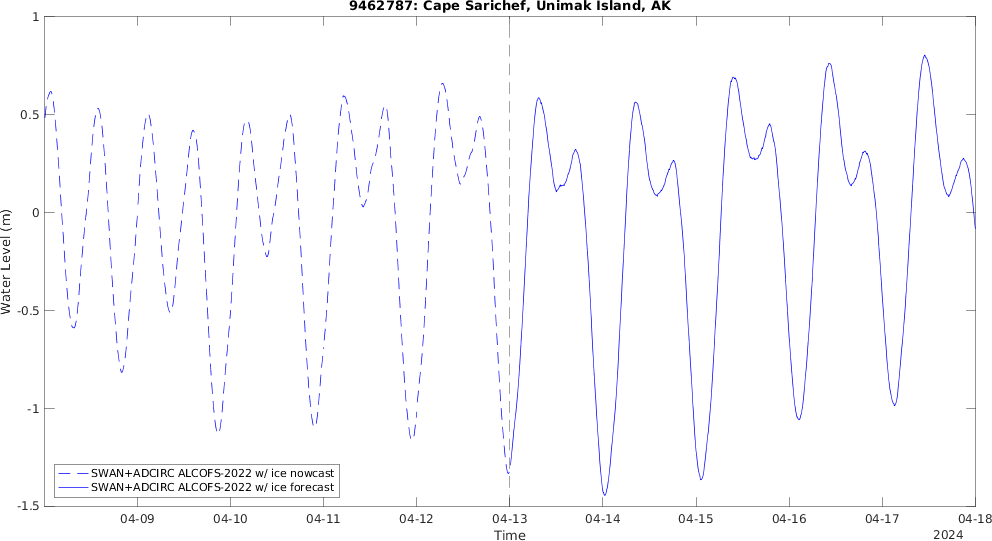 9462787: Cape Sarichef, Unimak Island, AK
1
0.5
0
-0.5
-1
-1.5
Water Level (m)
SWAN+ADCIRC ALCOFS-2022 w/ ice nowcast
SWAN+ADCIRC ALCOFS-2022 w/ ice forecast
04-09 04-10 04-11 04-12 04-13 04-14 04-15 04-16 04-17 04-18
Time
2024